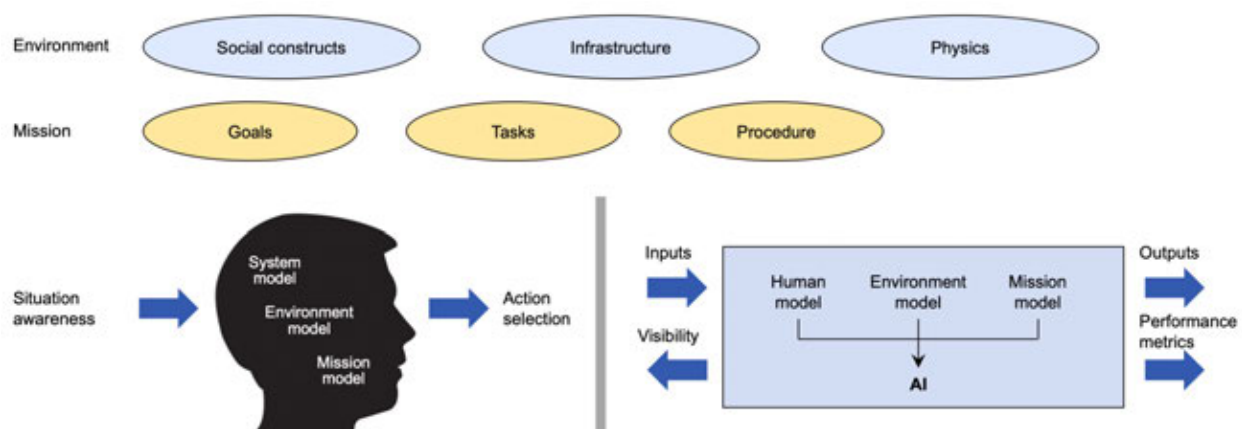 Environment
Social constructs
Infrastructure
Physics
Mission
Goals
Tasks
Procedure
Situation
awareness
System
model
Environment
model
Mission
model
Action
selection
Inputs
Visibility
Human
model
Environment
model
Mission
model
AI
Outputs
Performance
metrics